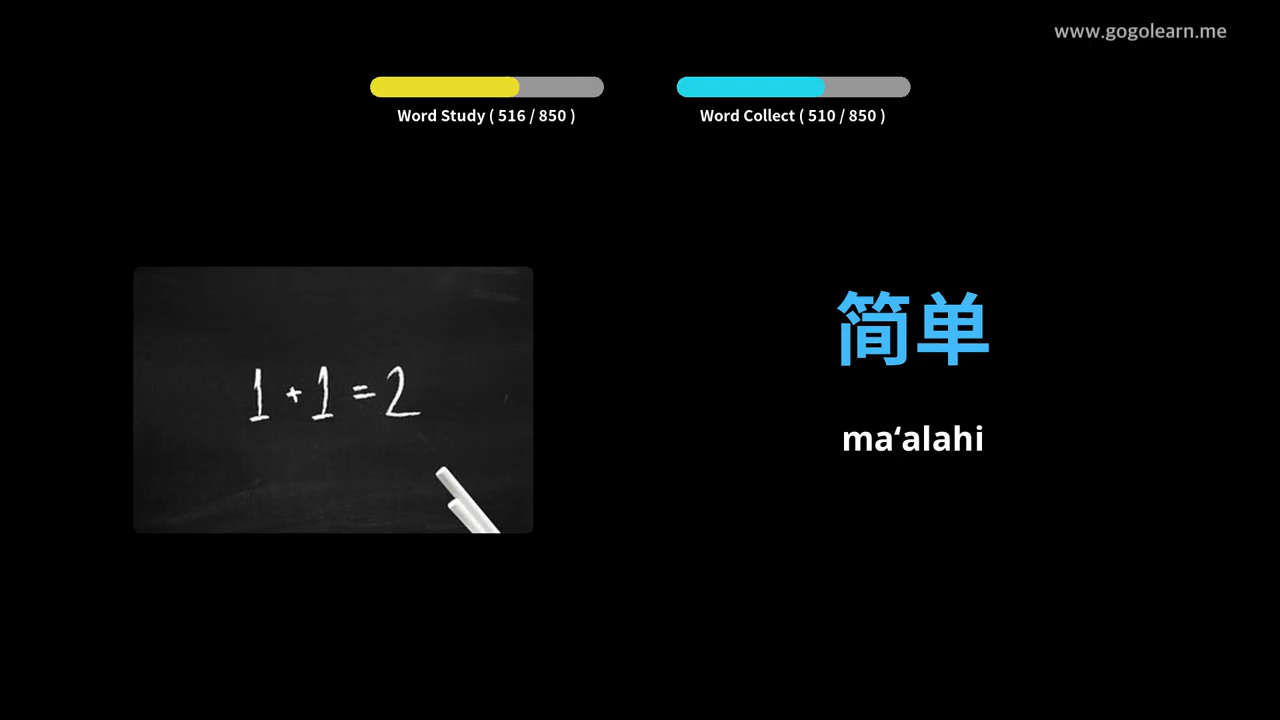 www.gogolearn.me
Word Study ( 516 / 850 )
Word Collect ( 510 / 850 )
1 + 1 = 2
简单
maʻalahi